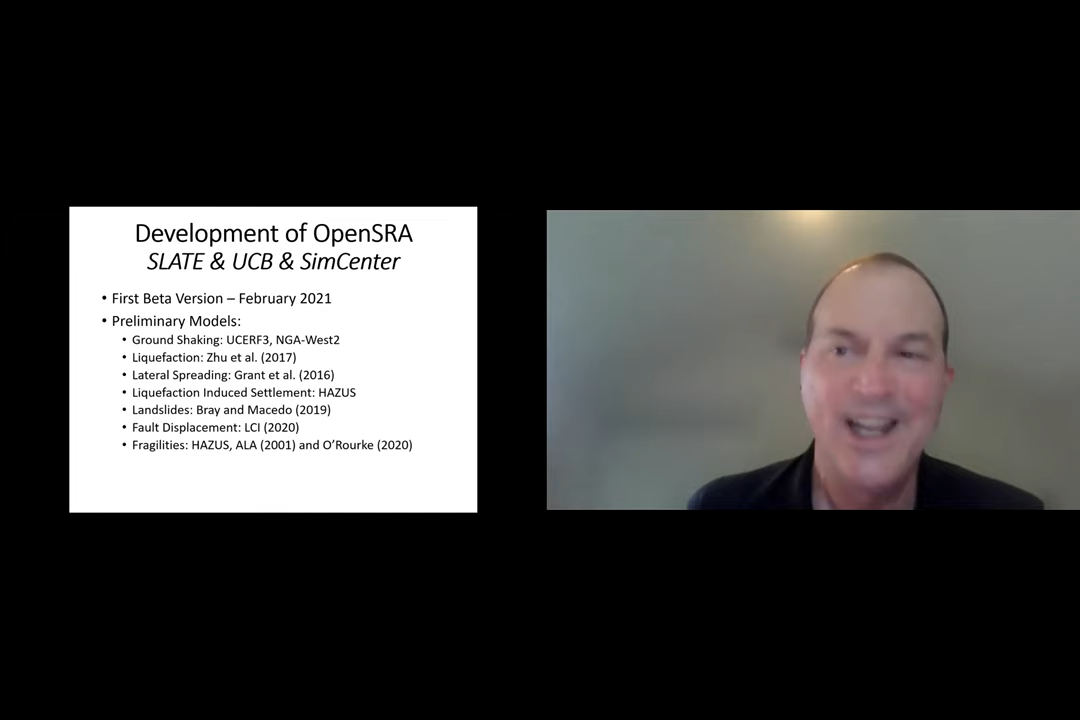 Development of OpenSRA
SLATE & UCB & SimCenter
• First Beta Version – February 2021
• Preliminary Models:
• Ground Shaking: UCERF3, NGA-West2
• Liquefaction: Zhu et al. (2017)
• Lateral Spreading: Grant et al. (2016)
• Liquefaction Induced Settlement: HAZUS
• Landslides: Bray and Macedo (2019)
• Fault Displacement: LCI (2020)
• Fragilities: HAZUS, ALA (2001) and O’Rourke (2020)